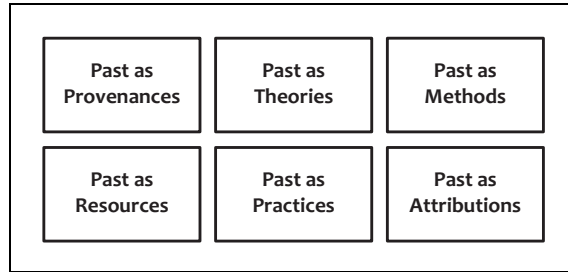 Past as
Provenances
Past as
Theories
Past as
Methods
Past as
Resources
Past as
Practices
Past as
Attributions